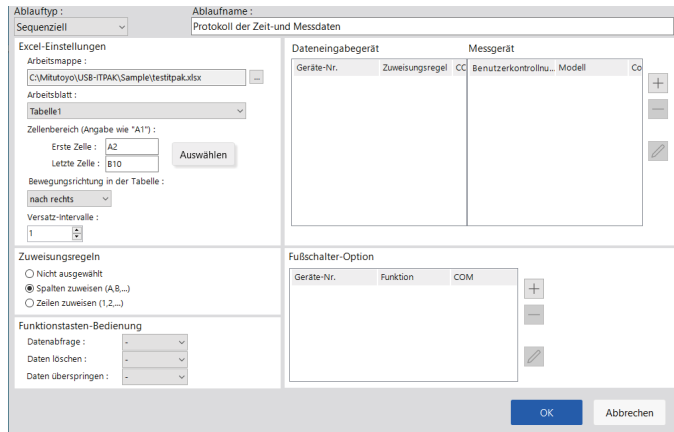 Ablauftyp :
Ablaufname :
Sequenziell
Protokoll der Zeit-und Messdaten
Excel-Einstellungen
Arbeitsmappe :
C:\Mitutoyo\USB-ITPAK\Sample\testitpak.xlsx
...
Arbeitsblatt :
Tabelle1
Zellenbereich (Angabe wie "A1") :
Erste Zelle : A2
Letzte Zelle : B10
Auswählen
Bewegungsrichtung in der Tabelle :
nach rechts
Versatz-Intervalle :
1
Dateneingabegerät
Messgerät
Geräte-Nr. Zuweisungsregel CC Benutzerkontrollnu... Modell Co
Zuweisungsregeln
Nicht ausgewählt
Spalten zuweisen (A,B,...)
Zeilen zuweisen (1,2,...)
Fußschalter-Option
Geräte-Nr. Funktion COM
Funktionstasten-Bedienung
Datenabfrage : -
Daten löschen : -
Daten überspringen : -
OK
Abbrechen